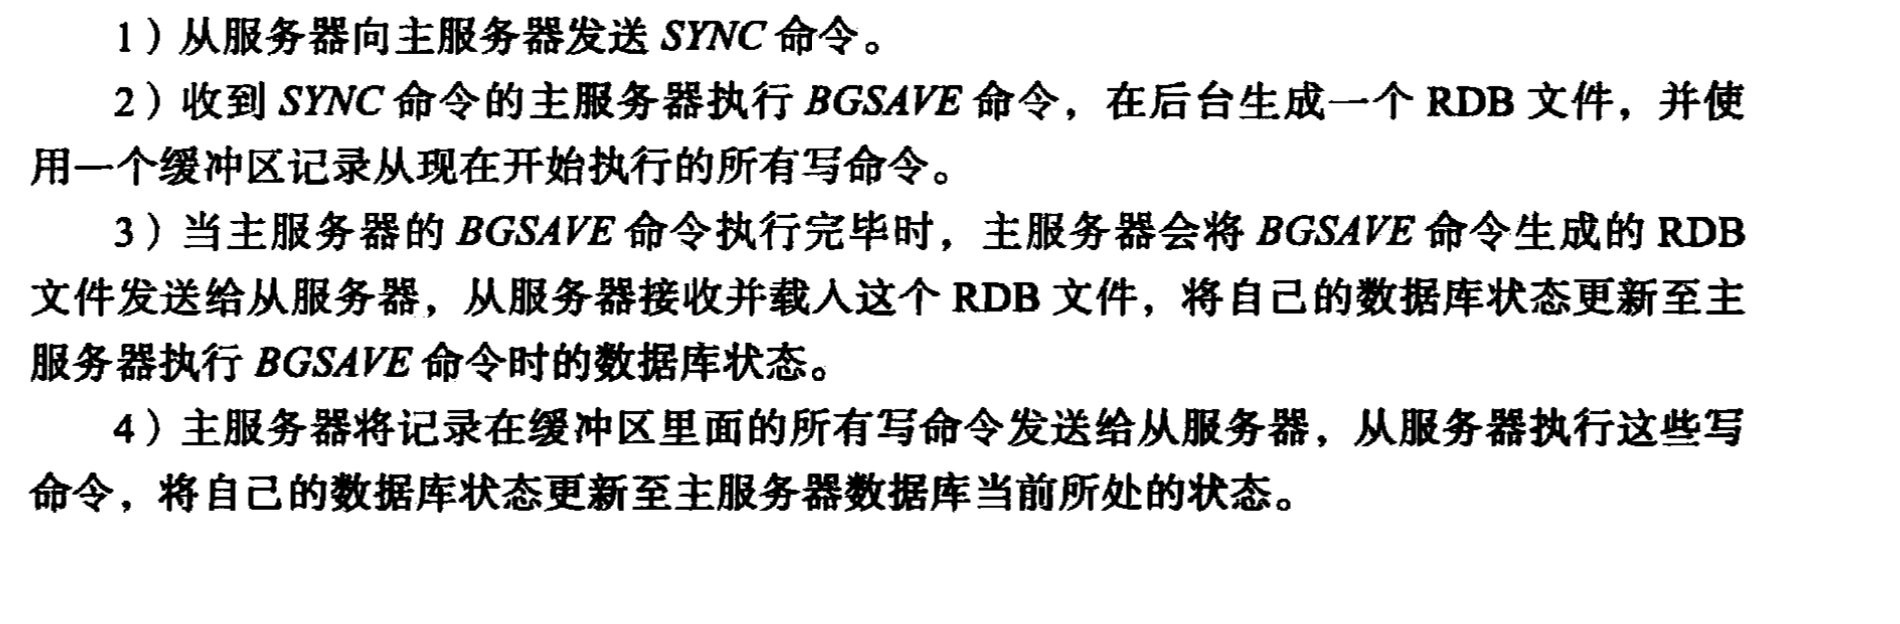 1）从服务器向主服务器发送 SYNC 命令。
2）收到 SYNC 命令的主服务器执行 BGSAVE 命令，在后台生成一个 RDB 文件，并使
用一个缓冲区记录从现在开始执行的所有写命令。
3）当主服务器的 BGSAVE 命令执行完毕时，主服务器会将 BGSAVE 命令生成的 RDB
文件发送给从服务器，从服务器接收并载入这个 RDB 文件，将自己的数据库状态更新至主
服务器执行 BGSAVE 命令时的数据库状态。
4）主服务器将记录在缓冲区里面的所有写命令发送给从服务器，从服务器执行这些写
命令，将自己的数据库状态更新至主服务器数据库当前所处的状态。